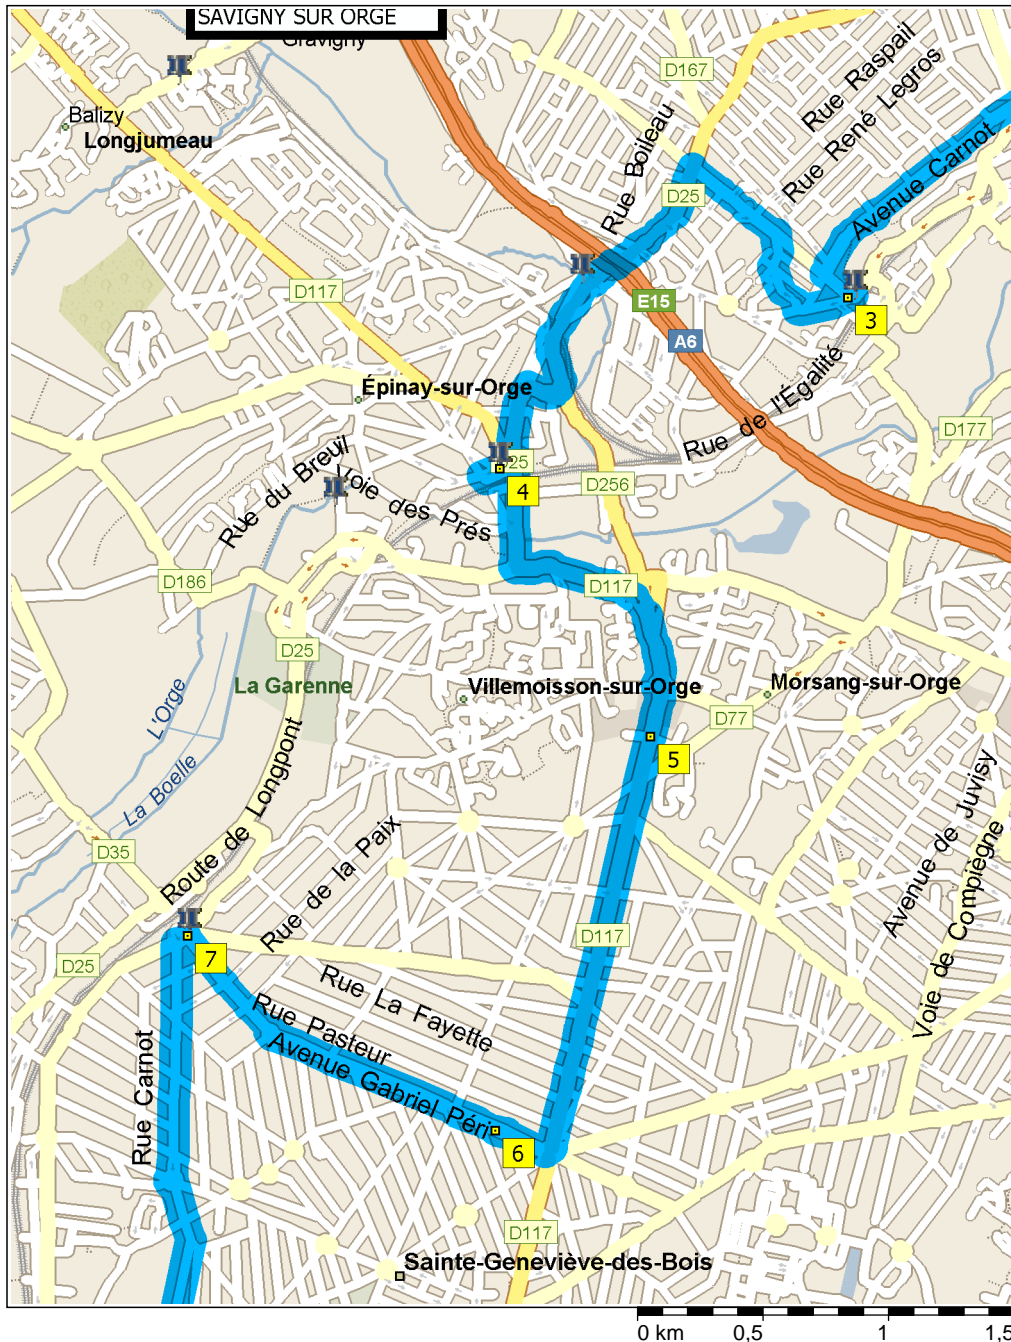 SAVIGNY SUR ORGE
Gravigny
D167
Rue Raspail
Rue René Legros
Balizy
Longjumeau
Rue Boileau
Avenue Carnot
D25
D117
E15
3
A6
Rue de l'Égalité
Épinay-sur-Orge
D177
Rue du Breuil
D25
4
Voie des Prés
D256
D186
D117
D25
La Garenne
Villemoisson-sur-Orge
Morsang-sur-Orge
L'Orge
D77
5
La Boelle
Route de Longpont
Avenue de Juvisy
Voie de Compiègne
D35
Rue de la Paix
D117
7
D25
Rue La Fayette
Rue Pasteur
Avenue Gabriel Péri
Rue Carnot
6
D117
Sainte-Geneviève-des-Bois
0 km 0,5 1 1,5